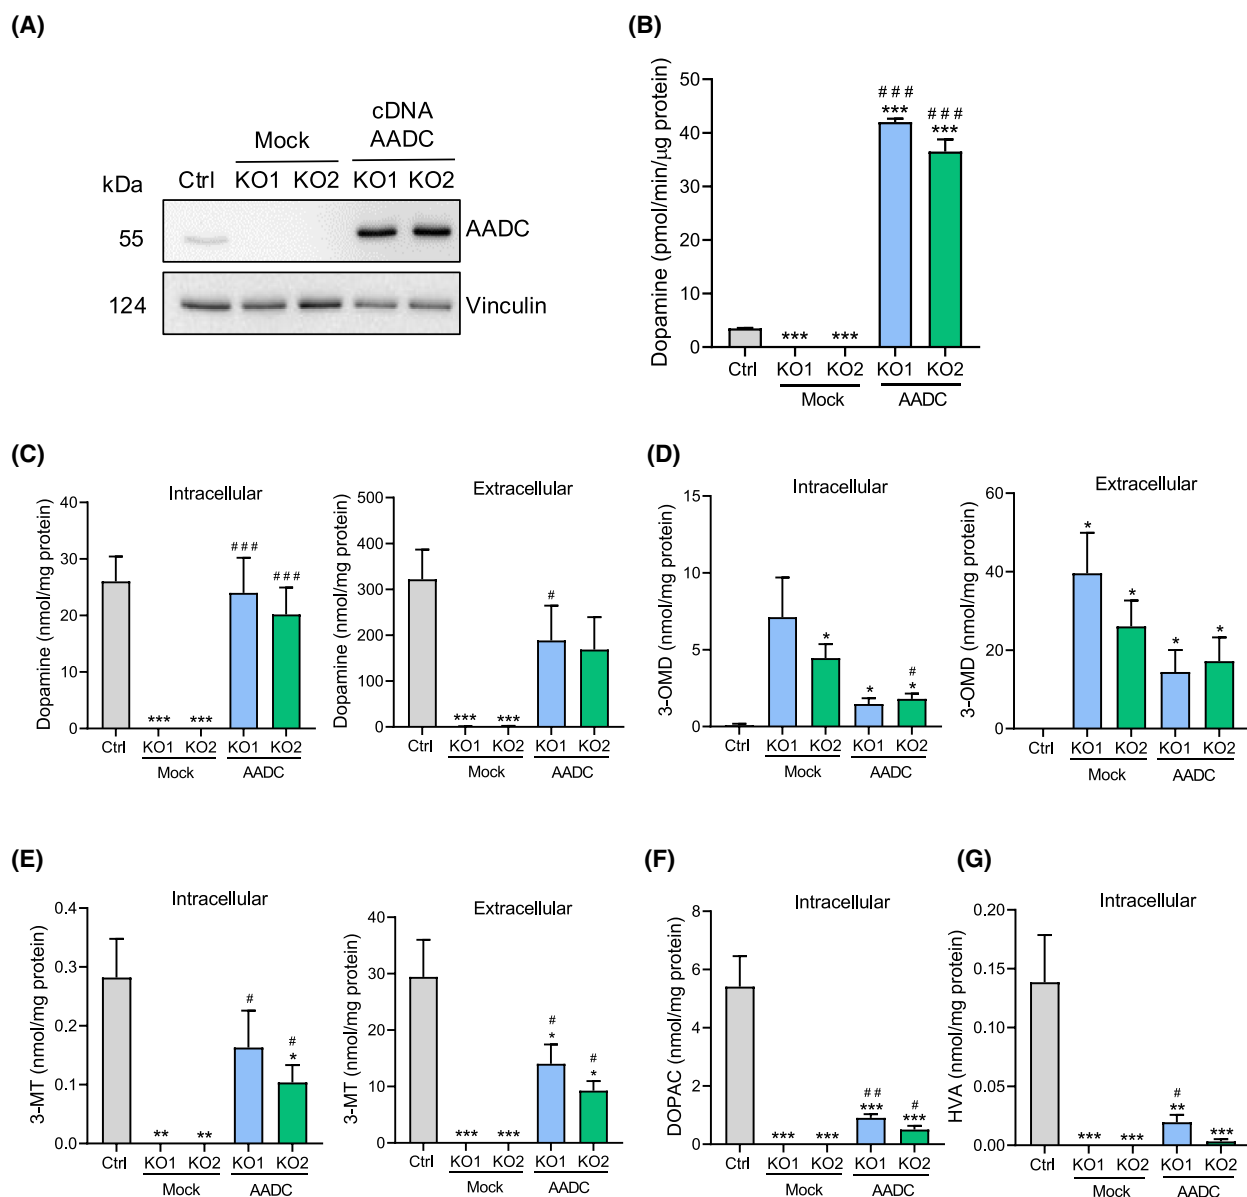 (A)
cDNA
Mock AADC
kDa Ctrl KO1 KO2 KO1 KO2
55 AADC
124 Vinculin
(B)
Dopamine (pmol/min/µg protein)
50
40
30
20
10
0
# # #
***
# # #
***
*** ***
Ctrl KO1 KO2 KO1 KO2
Mock AADC
(C)
Intracellular
Dopamine (nmol/mg protein)
40
30
20
10
0
# # #
# # #
*** ***
Ctrl KO1 KO2 KO1 KO2
Mock AADC
Extracellular
Dopamine (nmol/mg protein)
500
400
300
200
100
0
#
*** ***
Ctrl KO1 KO2 KO1 KO2
Mock AADC
(D)
Intracellular
3-OMD (nmol/mg protein)
15
10
5
0
*
*
#
*
Ctrl KO1 KO2 KO1 KO2
Mock AADC
Extracellular
3-OMD (nmol/mg protein)
60
40
20
0
*
*
*
*
Ctrl KO1 KO2 KO1 KO2
Mock AADC
(E)
Intracellular
3-MT (nmol/mg protein)
0.4
0.3
0.2
0.1
0.0
** **
#
#
*
Ctrl KO1 KO2 KO1 KO2
Mock AADC
Extracellular
3-MT (nmol/mg protein)
40
30
20
10
0
*** ***
#
*
#
*
Ctrl KO1 KO2 KO1 KO2
Mock AADC
(F)
Intracellular
DOPAC (nmol/mg protein)
8
6
4
2
0
*** ***
# #
***
#
***
Ctrl KO1 KO2 KO1 KO2
Mock AADC
(G)
Intracellular
HVA (nmol/mg protein)
0.20
0.15
0.10
0.05
0.00
*** ***
#
**
***
Ctrl KO1 KO2 KO1 KO2
Mock AADC